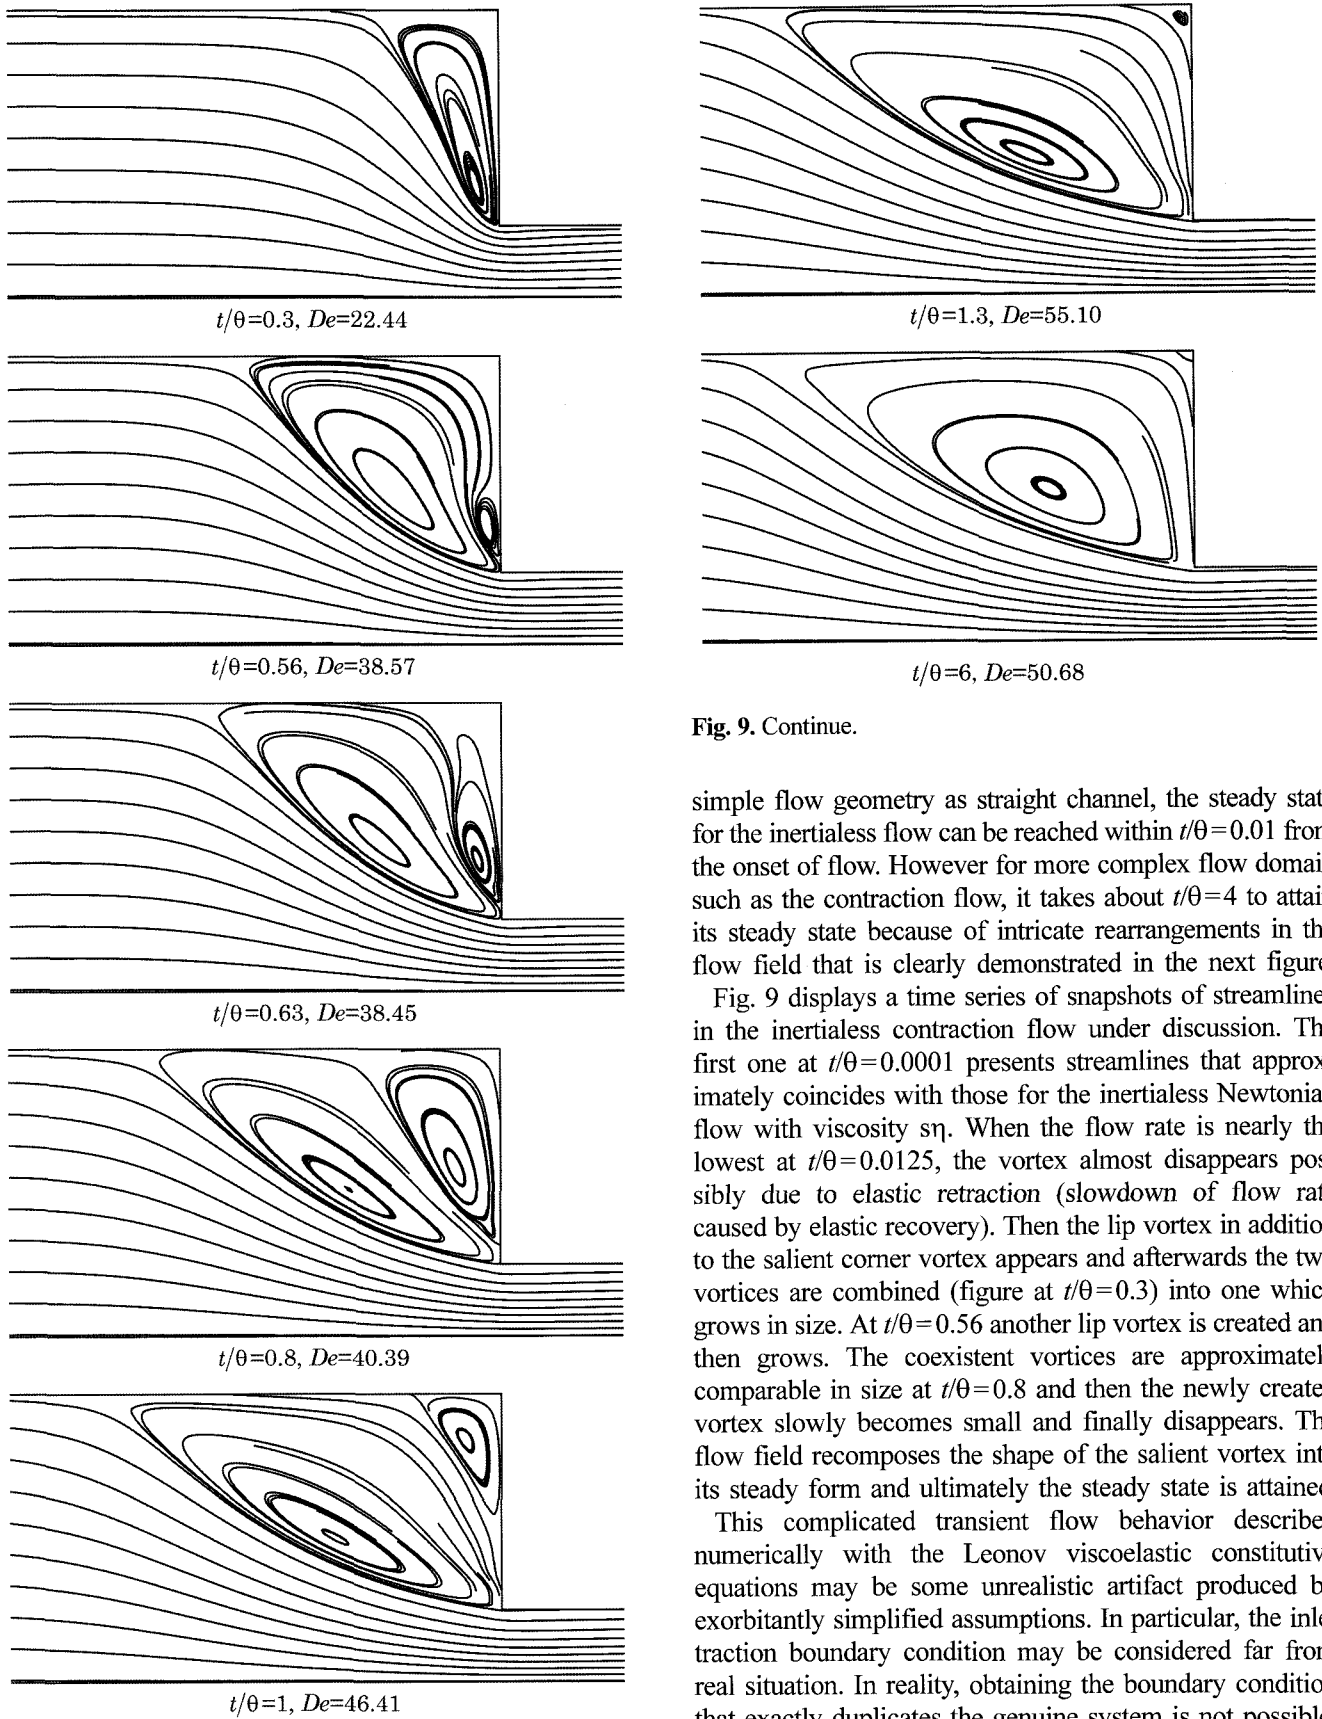 t/θ=0.3, De=22.44
t/θ=0.56, De=38.57
t/θ=0.63, De=38.45
t/θ=0.8, De=40.39
t/θ=1, De=46.41
t/θ=1.3, De=55.10
t/θ=6, De=50.68
Fig. 9. Continue.
simple flow geometry as straight channel, the steady stat
for the inertialess flow can be reached within t/θ=0.01 fron
the onset of flow. However for more complex flow domai
such as the contraction flow, it takes about t/θ=4 to attai
its steady state because of intricate rearrangements in th
flow field that is clearly demonstrated in the next figure
Fig. 9 displays a time series of snapshots of streamline
in the inertialess contraction flow under discussion. Th
first one at t/θ=0.0001 presents streamlines that approx
imately coincides with those for the inertialess Newtonia
flow with viscosity sη. When the flow rate is nearly th
lowest at t/θ=0.0125, the vortex almost disappears pos
sibly due to elastic retraction (slowdown of flow rat
caused by elastic recovery). Then the lip vortex in additio
to the salient corner vortex appears and afterwards the tw
vortices are combined (figure at t/θ=0.3) into one whic
grows in size. At t/θ=0.56 another lip vortex is created an
then grows. The coexistent vortices are approximatel
comparable in size at t/θ=0.8 and then the newly create
vortex slowly becomes small and finally disappears. Th
flow field recomposes the shape of the salient vortex int
its steady form and ultimately the steady state is attained
This complicated transient flow behavior describe
numerically with the Leonov viscoelastic constitutiv
equations may be some unrealistic artifact produced b
exorbitantly simplified assumptions. In particular, the inle
traction boundary condition may be considered far fron
real situation. In reality, obtaining the boundary conditio
that exactly duplicates the genuine system is not possible